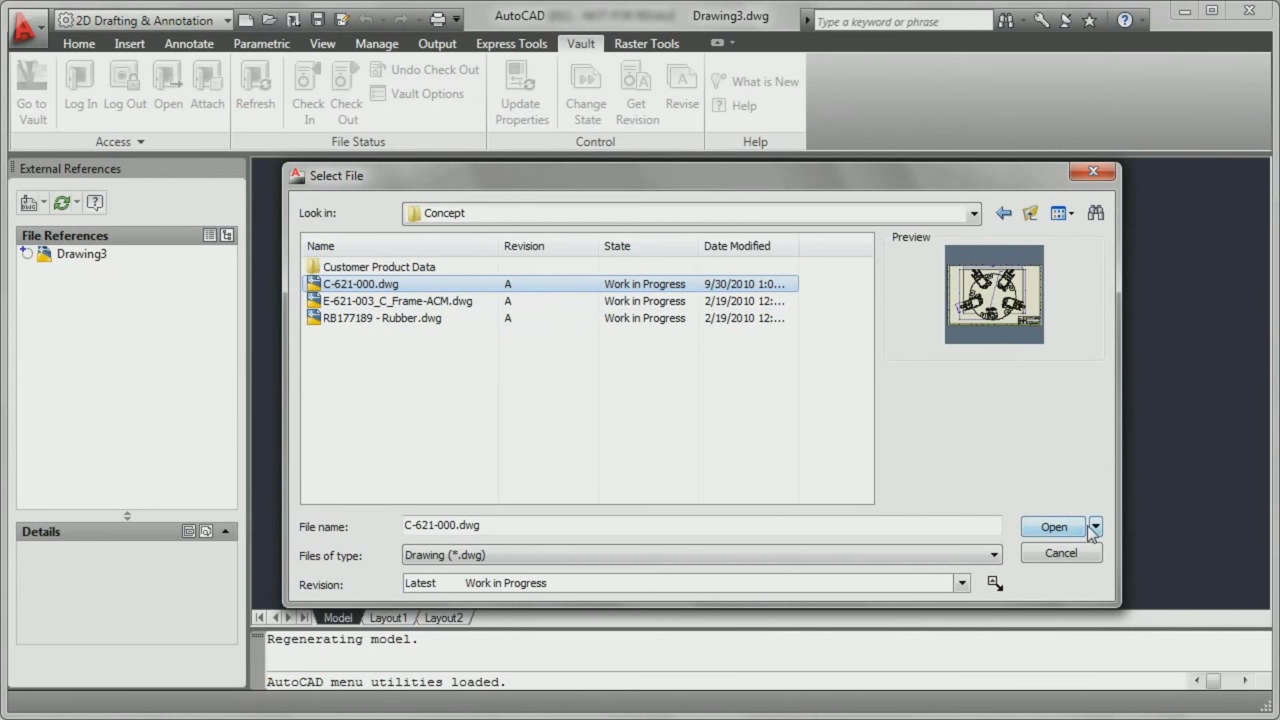 2D Drafting & Annotation
AutoCAD
Drawing3.dwg
Type a keyword or phrase
Home Insert Annotate Parametric View Manage Output Express Tools Vault Raster Tools
Go to Vault
Log In
Log Out
Open
Attach
Refresh
Check In
Check Out
Undo Check Out
Vault Options
Update Properties
Change State
Get Revision
Revise
What is New
Help
Access
File Status
Control
Help
External References
File References
Drawing3
Details
Select File
Look in: Concept
Name Revision State Date Modified
Customer Product Data
C-621-000.dwg A Work in Progress 9/30/2010 1:0...
E-621-003_C_Frame-ACM.dwg A Work in Progress 2/19/2010 12:...
RB177189 - Rubber.dwg A Work in Progress 2/19/2010 12:...
Preview
File name: C-621-000.dwg
Open
Files of type: Drawing (*.dwg)
Cancel
Revision: Latest Work in Progress
Model Layout1 Layout2
Regenerating model.
AutoCAD menu utilities loaded.